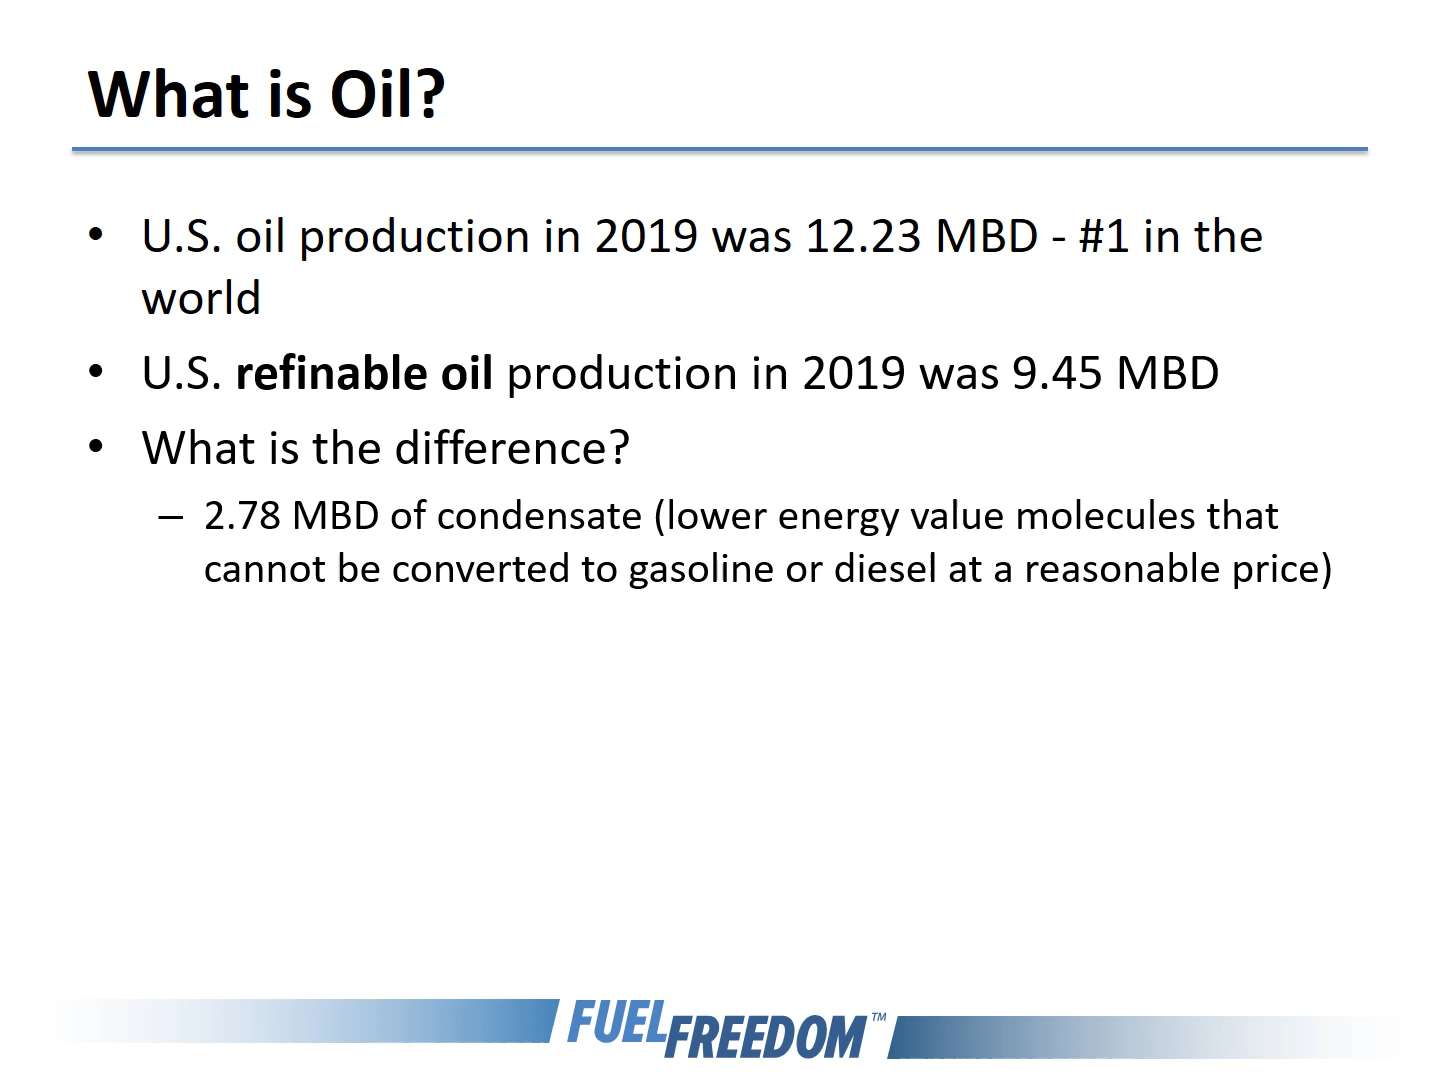 What is Oil?
• U.S. oil production in 2019 was 12.23 MBD - #1 in the
world
• U.S. refinable oil production in 2019 was 9.45 MBD
• What is the difference?
– 2.78 MBD of condensate (lower energy value molecules that
cannot be converted to gasoline or diesel at a reasonable price)
FUEL FREEDOM™